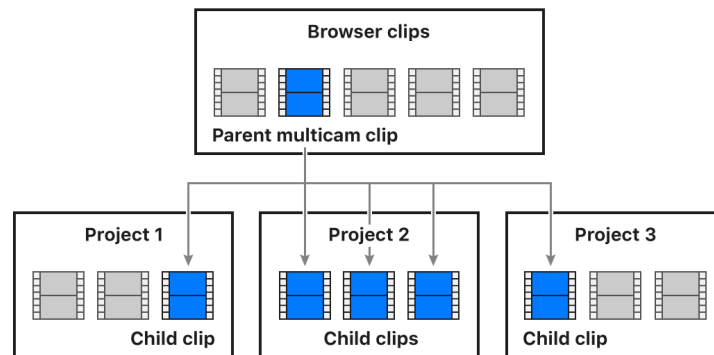 Browser clips
Parent multicam clip
Project 1
Project 2
Project 3
Child clip
Child clips
Child clip